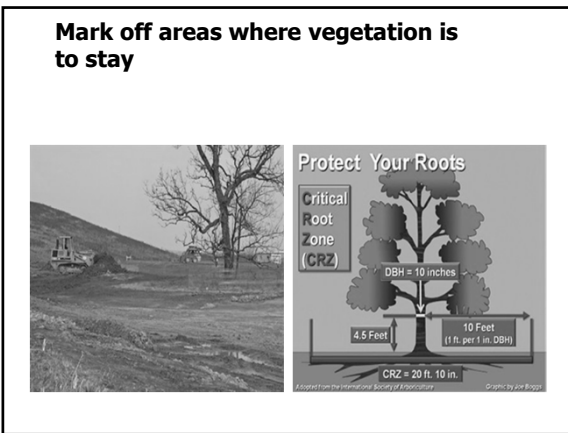 Mark off areas where vegetation is
to stay
Protect Your Roots
Critical
Root
Zone
(CRZ)
DBH = 10 inches
4.5 Feet
10 Feet
(1 ft. per 1 in. DBH)
CRZ = 20 ft. 10 in.
Adopted from the International Society of Arboriculture
Graphic by Joe Boggs